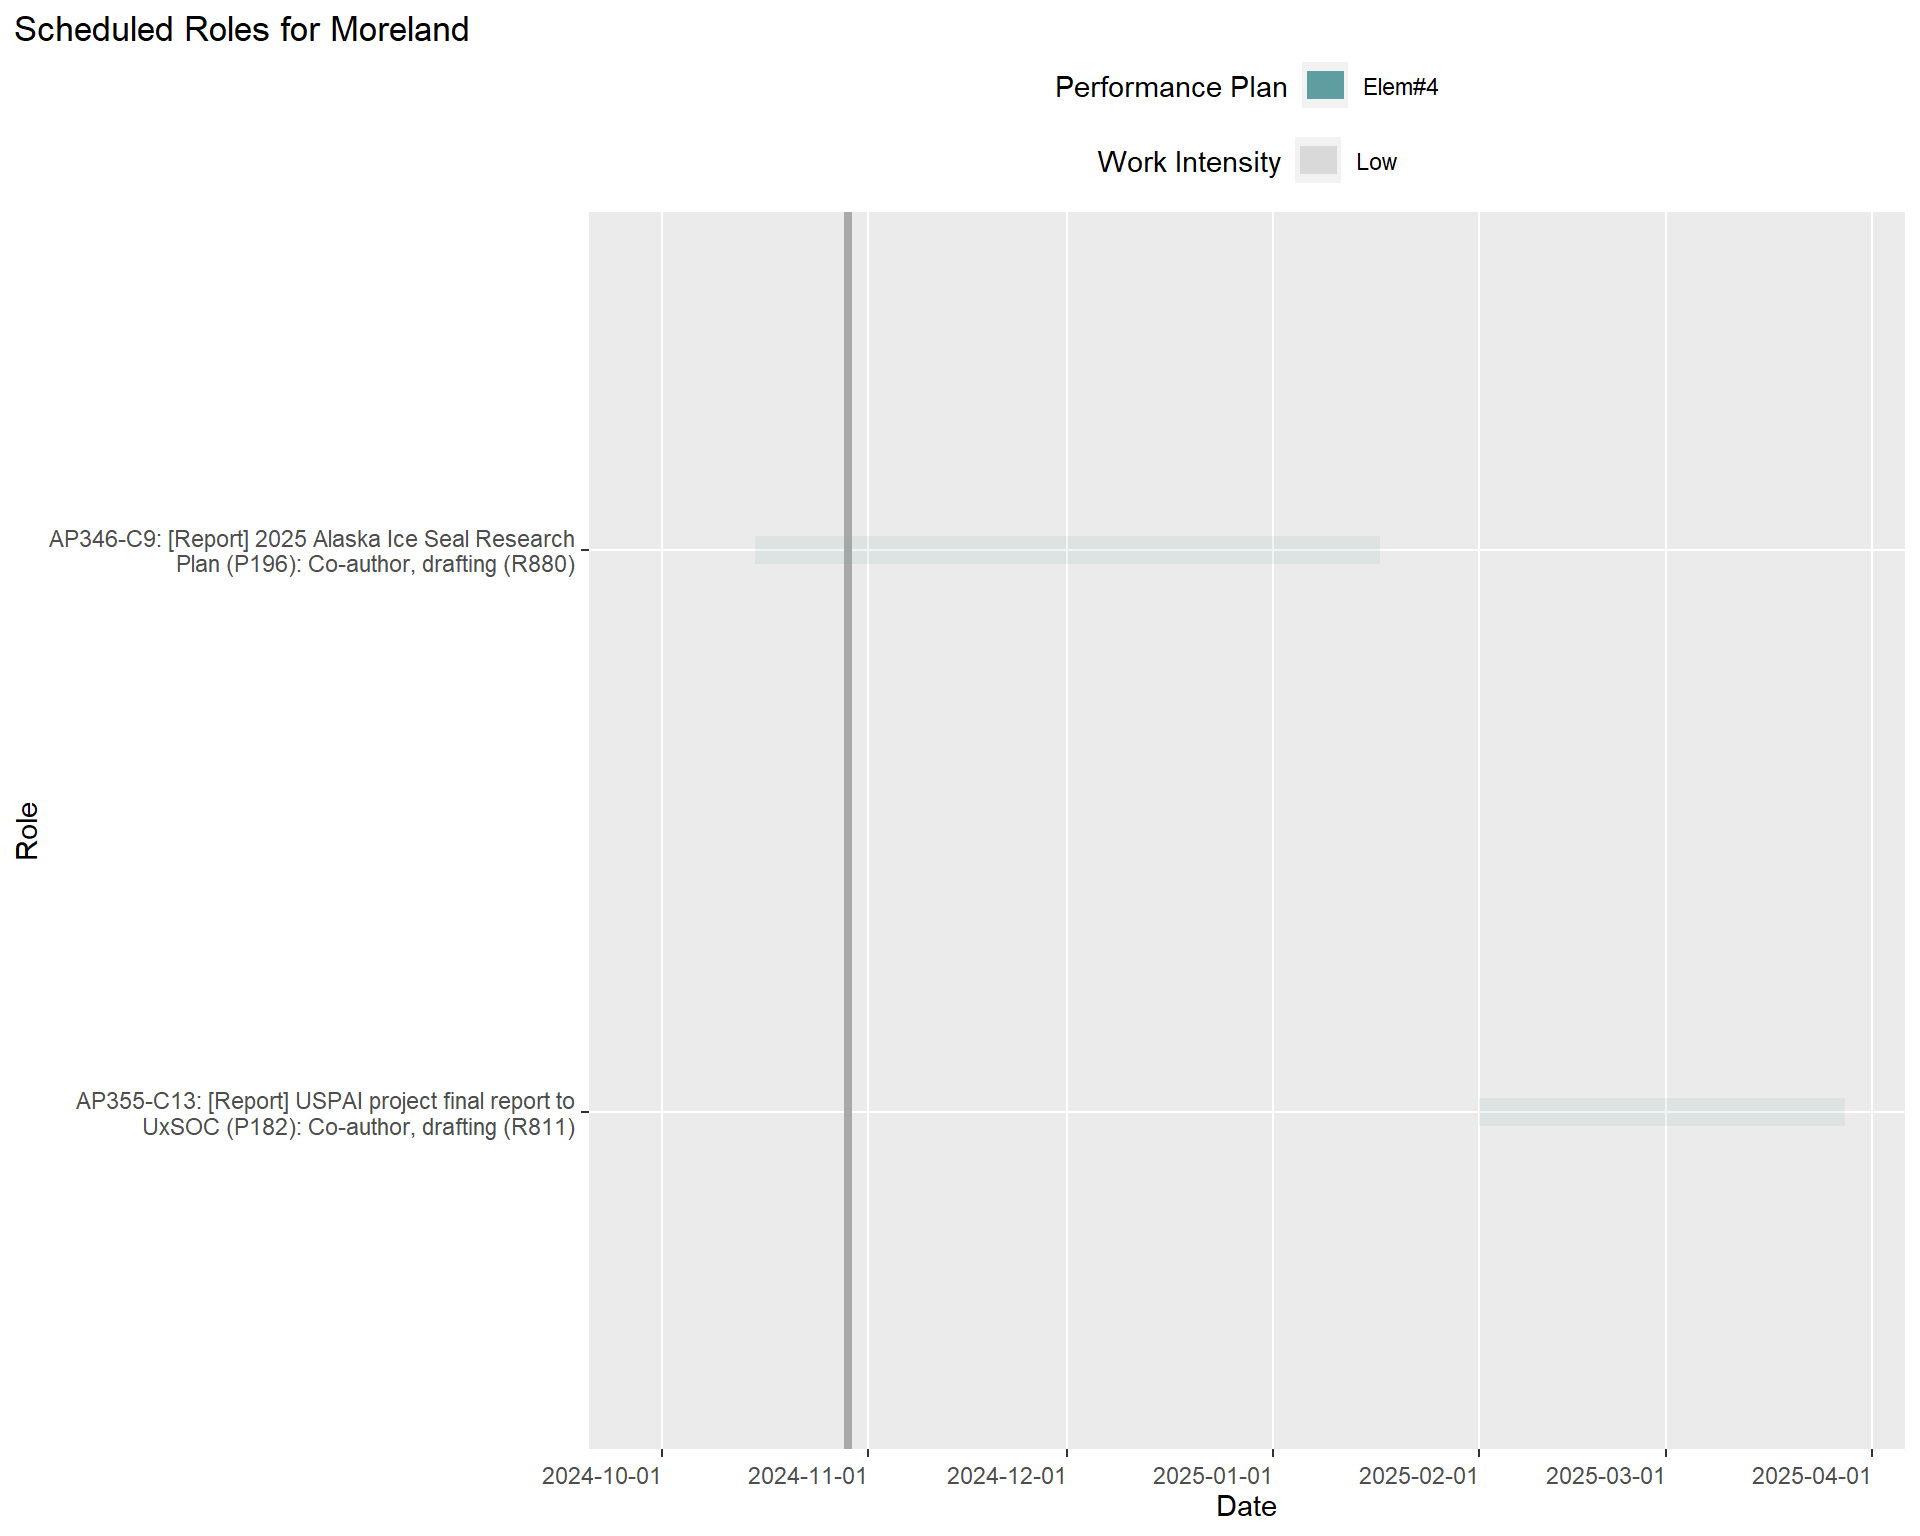 Scheduled Roles for Moreland
Performance Plan Elem#4
Work Intensity Low
AP346-C9: [Report] 2025 Alaska Ice Seal Research
Plan (P196): Co-author, drafting (R880)
Role
AP355-C13: [Report] USPAI project final report to
UxSOC (P182): Co-author, drafting (R811)
2024-10-01 2024-11-01 2024-12-01 2025-01-01 2025-02-01 2025-03-01 2025-04-01
Date